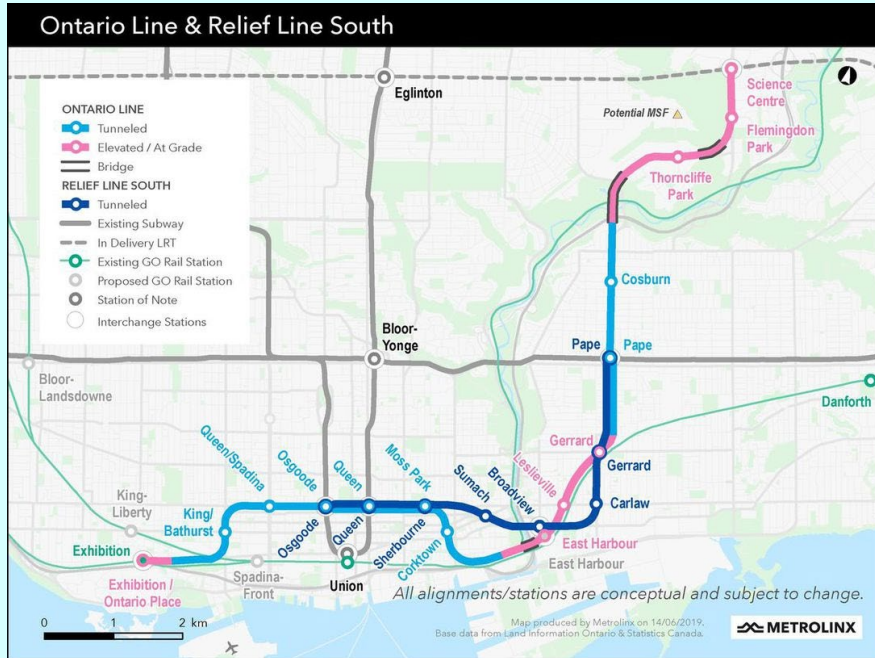 Ontario Line & Relief Line South
ONTARIO LINE
Tunneled
Elevated / At Grade
Bridge
RELIEF LINE SOUTH
Tunneled
Existing Subway
In Delivery LRT
Existing GO Rail Station
Proposed GO Rail Station
Station of Note
Interchange Stations
Eglinton
Potential MSF
Science
Centre
Flemingdon
Park
Thorncliffe
Park
Cosburn
Bloor-
Yonge
Pape
Pape
Bloor-
Lansdowne
Danforth
Queen/Spadina
Osgoode
Queen
Moss Park
Sumach
Broadview
Leslieville
Gerrard
Gerrard
Carlaw
King-
Liberty
King/
Bathurst
Osgoode
Queen
Sherbourne
Corktown
East Harbour
East Harbour
Exhibition
Exhibition /
Ontario Place
Spadina-
Front
Union
All alignments/stations are conceptual and subject to change.
0 1 2 km
Map produced by Metrolinx on 14/06/2019.
Base data from Land Information Ontario & Statistics Canada.
METROLINX